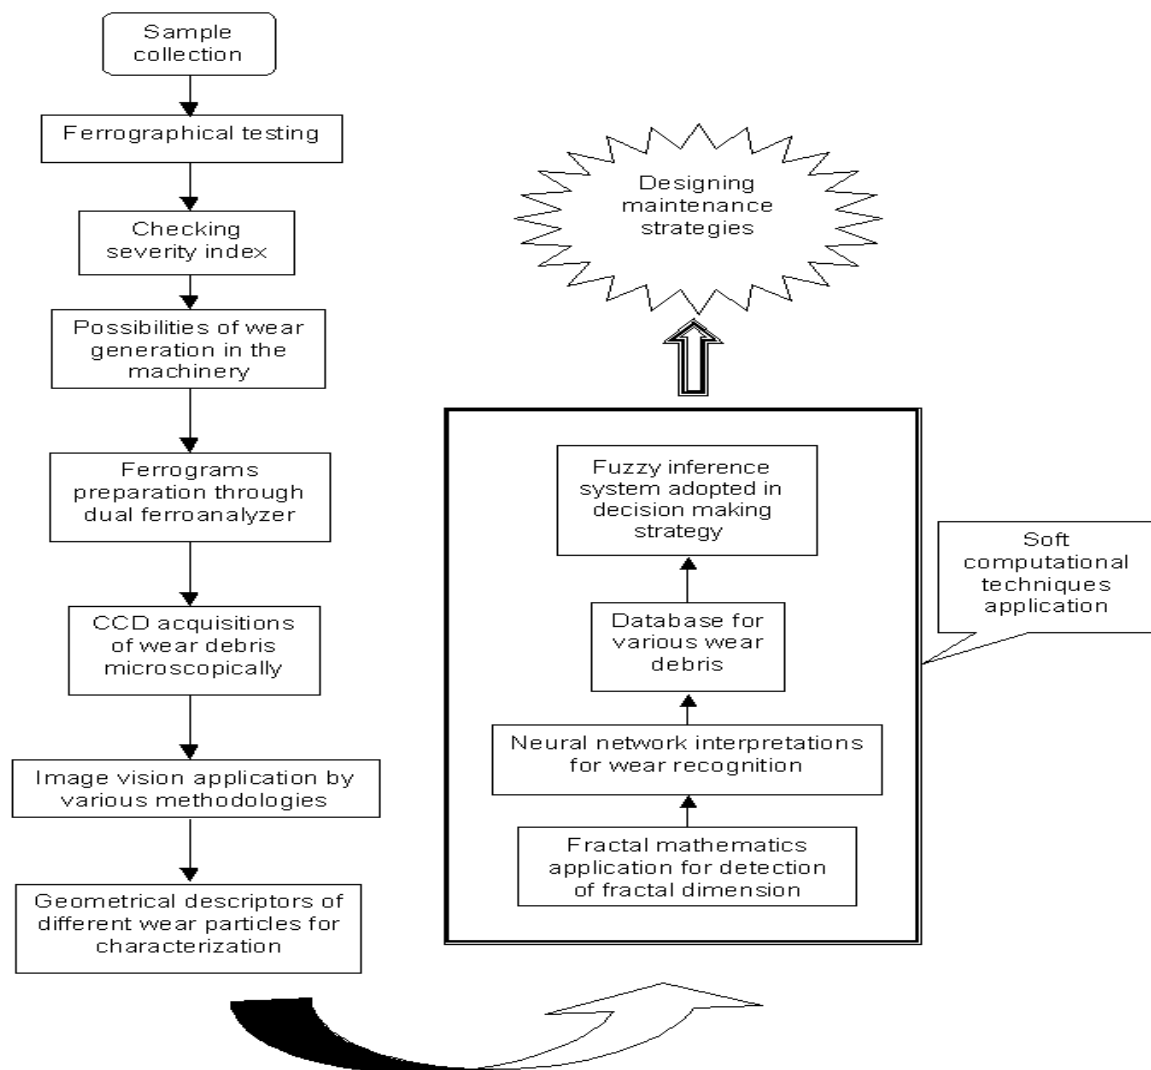 Sample
collection
Ferrographical testing
Checking
severity index
Possibilities of wear
generation in the
machinery
Ferrograms
preparation through
dual ferroanalyzer
CCD acquisitions
of wear debris
microscopically
Image vision application by
various methodologies
Geometrical descriptors of
different wear particles for
characterization
Designing
maintenance
strategies
Fuzzy inference
system adopted in
decision making
strategy
Database for
various wear
debris
Neural network interpretations
for wear recognition
Fractal mathematics
application for detection
of fractal dimension
Soft
computational
techniques
application